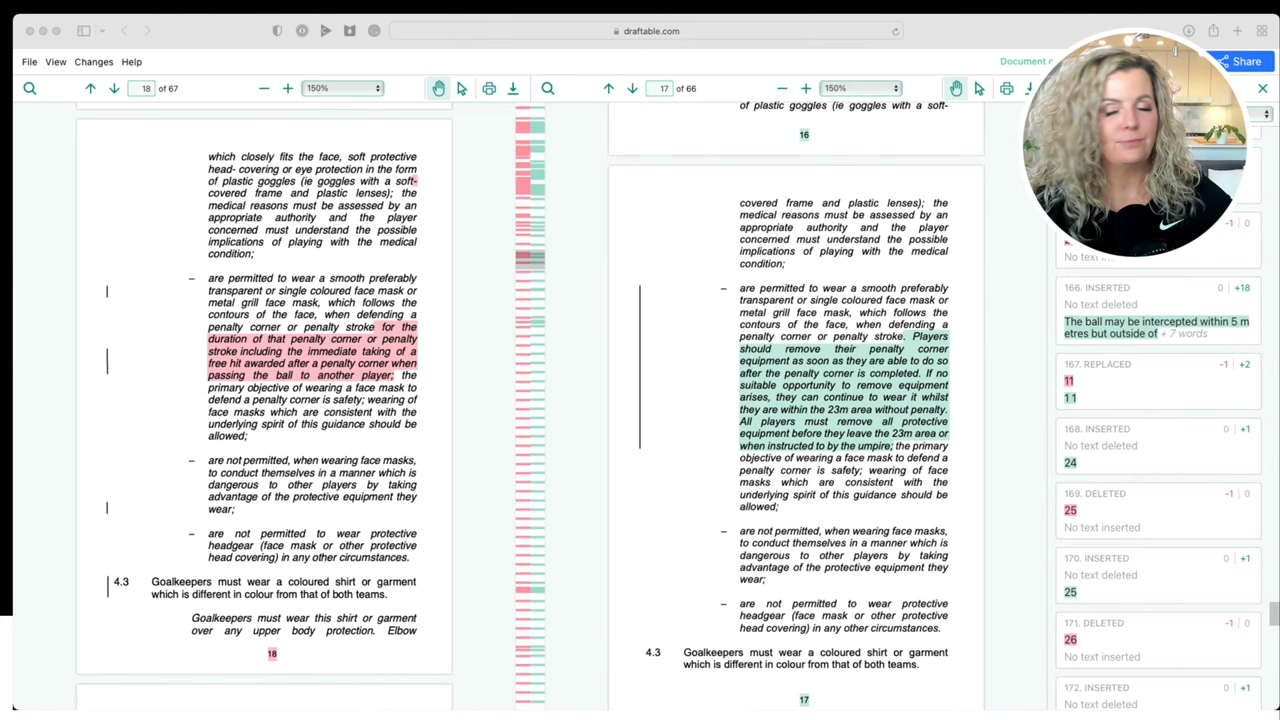 draftable.com
File View Changes Help
Document
Share
18 of 67
150%
17 of 66
150%
which closely fits the face, soft protective
head- covering or eye protection in the form
of plastic goggles (ie goggles with a soft-
covered frame and plastic lenses); the
medical reasons must be assessed by an
appropriate authority and the player
concerned must understand the possible
implications of playing with the medical
condition;
– are permitted to wear a smooth preferably
transparent or single coloured face mask or
metal grill face mask, which follows the
contours of the face, when defending a
penalty corner or penalty stroke for the
duration of that penalty corner or penalty
stroke including the immediate taking of a
free hit awarded after a penalty corner when
passing the ball to another player; the
primary objective of wearing a face mask to
defend a penalty corner is safety; wearing of
face masks which are consistent with the
underlying spirit of this guidance should be
allowed;
– are not permitted, when wearing face masks,
to conduct themselves in a manner which is
dangerous to other players by taking
advantage of the protective equipment they
wear;
– are not permitted to wear protective
headgear (face mask or other protective
head covering) in any other circumstances.
4.3 Goalkeepers must wear a coloured shirt or garment
which is different in colour from that of both teams.
Goalkeepers must wear this shirt or garment
over any upper body protection. Elbow
18
of plastic goggles (ie goggles with a soft-
16
covered frame and plastic lenses); the
medical reasons must be assessed by an
appropriate authority and the player
concerned must understand the possible
implications of playing with the medical
condition;
– are permitted to wear a smooth preferably
transparent or single coloured face mask or
metal grill face mask, which follows the
contours of the face, when defending a
penalty corner or penalty stroke. Players
should remove their penalty corner
equipment as soon as they are able to do so
after the penalty corner is completed. If no
suitable opportunity to remove equipment
arises, they can continue to wear it whilst
they are within the 23m area without penalty.
All players must remove all protective
equipment before they leave the 23m area or
when instructed to by the umpire; the primary
objective of wearing a face mask to defend a
penalty corner is safety; wearing of face
masks which are consistent with the
underlying spirit of this guidance should be
allowed;
– are not permitted, when wearing face masks,
to conduct themselves in a manner which is
dangerous to other players by taking
advantage of the protective equipment they
wear;
– are not permitted to wear protective
headgear (face mask or other protective
head covering) in any other circumstances.
4.3 Goalkeepers must wear a coloured shirt or garment
which is different in colour from that of both teams.
17
-1 0
No text
166. INSERTED 0 +18
No text deleted
The ball may be intercepted within 5 m
etres but outside of + 7 words
167. REPLACED -1 +2
11
1 1
168. INSERTED 0 +1
No text deleted
24
169. DELETED -1 0
25
No text inserted
170. INSERTED 0 +1
No text deleted
25
171. DELETED -1 0
26
No text inserted
172. INSERTED 0 +1
No text deleted